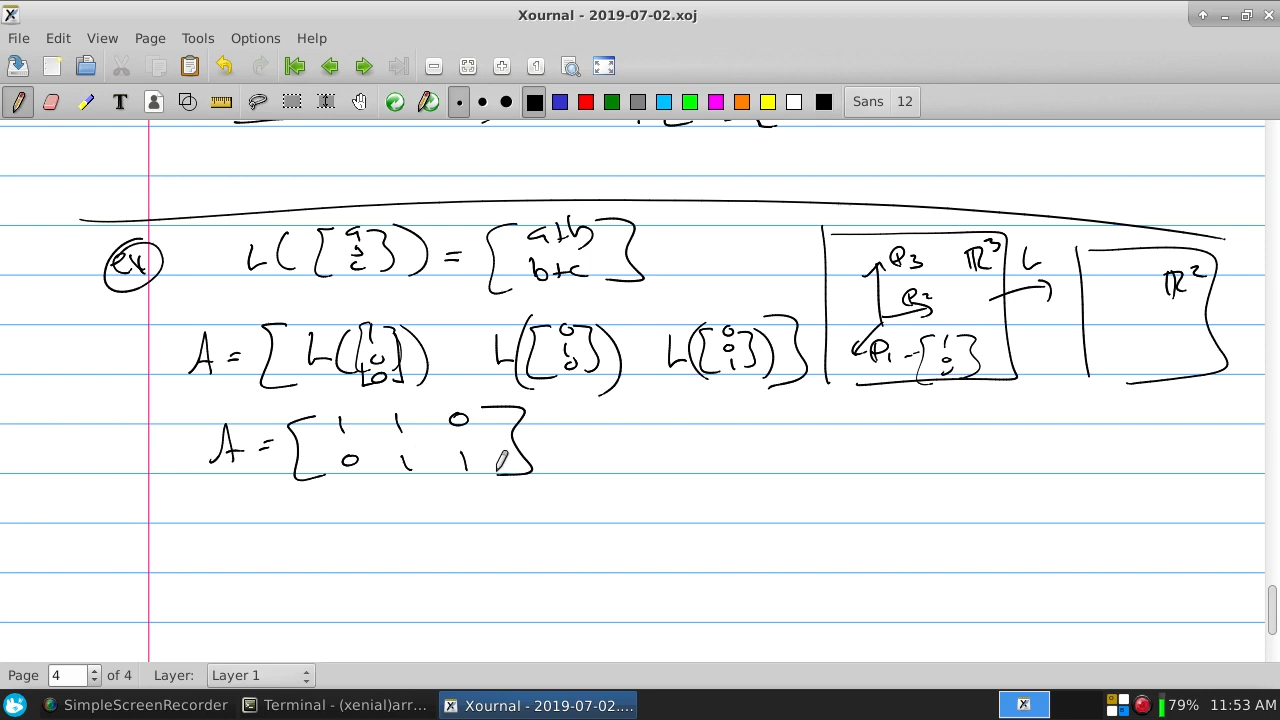 Xournal - 2019-07-02.xoj
File Edit View Page Tools Options Help
Sans 12
ex L([a b c]) = [a+b b+c]
e3 ℝ³ L ℝ²
e2
e1 = [1 0 0]
A = [L([1 0 0]) L([0 1 0]) L([0 0 1])]
A = [1 1 0
0 1 1]
Page 4 of 4 Layer: Layer 1
SimpleScreenRecorder Terminal - (xenial)arr... Xournal - 2019-07-02.... 79% 11:53 AM